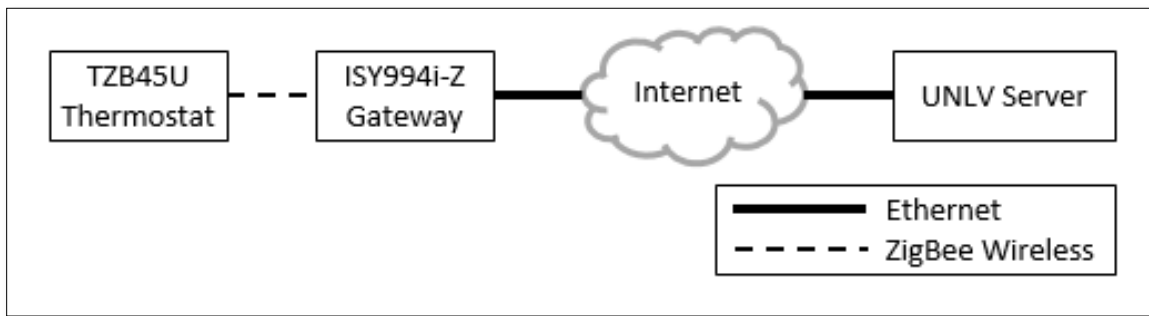 TZB45U
Thermostat
ISY994i-Z
Gateway
Internet
UNLV Server
Ethernet
ZigBee Wireless